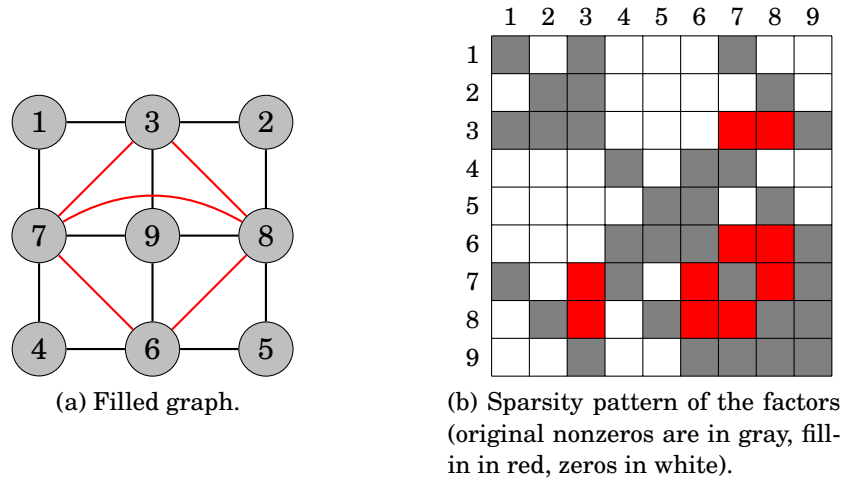 1 3 2
7 9 8
4 6 5
(a) Filled graph.
1 2 3 4 5 6 7 8 9
1
2
3
4
5
6
7
8
9
(b) Sparsity pattern of the factors
(original nonzeros are in gray, fill-
in in red, zeros in white).